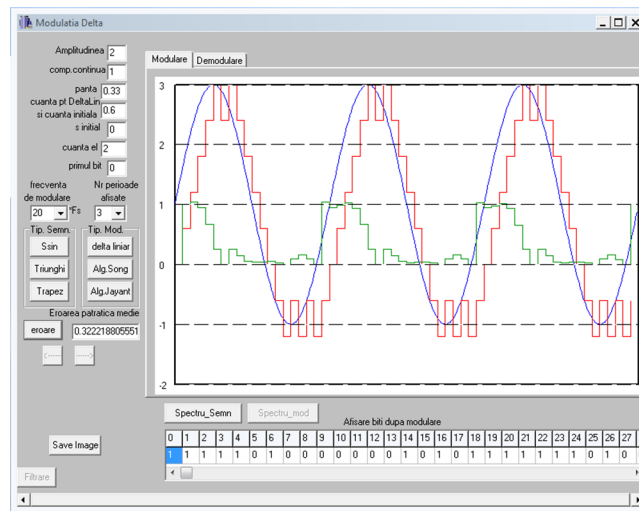 Modulatia Delta
Amplitudinea 2
comp.continua 1
panta 0.33
cuanta pt DeltaLin
si cuanta initiala 0.6
s initial 0
cuanta el 2
primul bit 0
frecventa
de modulare
Nr perioade
afisate
20 *Fs 3
Tip. Semn. Tip. Mod.
Ssin delta liniar
Triunghi Alg.Song
Trapez Alg.Jayant
Eroarea patratica medie
eroare 0.322218805551
<---- ---->
Save Image
Filtrare
Modulare Demodulare
3
2
1
0
-1
-2
Spectru_Semn Spectru_mod
Afisare biti dupa modulare
0 1 2 3 4 5 6 7 8 9 10 11 12 13 14 15 16 17 18 19 20 21 22 23 24 25 26 27
1 1 1 1 1 0 1 0 0 0 0 0 0 0 1 0 1 0 1 1 1 1 1 1 1 0 1 0